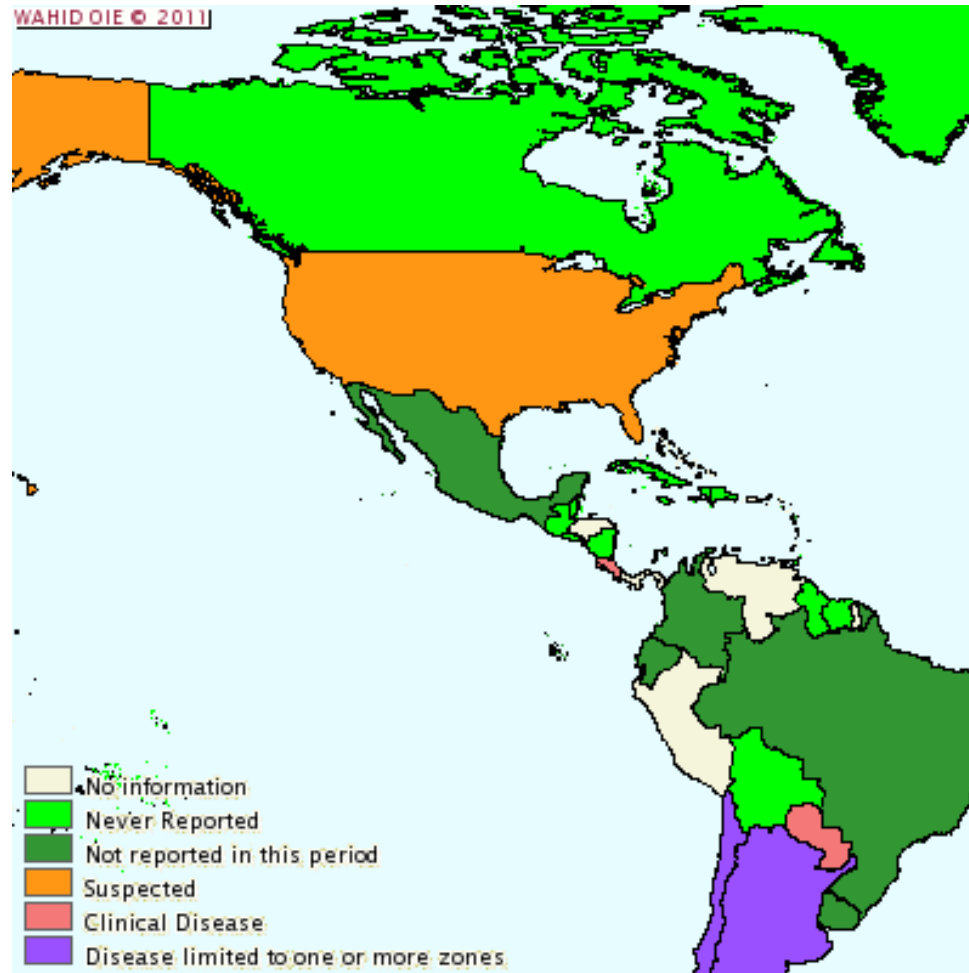 WAHID OIE © 2011
No information
Never Reported
Not reported in this period
Suspected
Clinical Disease
Disease limited to one or more zones